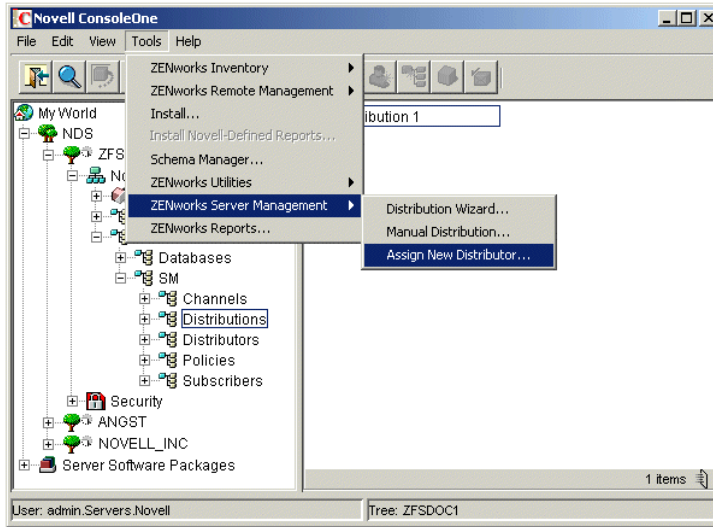 Novell ConsoleOne
File Edit View Tools Help
ZENworks Inventory
ZENworks Remote Management
Install...
Install Novell-Defined Reports...
Schema Manager...
ZENworks Utilities
ZENworks Server Management
ZENworks Reports...
Distribution Wizard...
Manual Distribution...
Assign New Distributor...
ibution 1
My World
NDS
ZFS
No
Databases
SM
Channels
Distributions
Distributors
Policies
Subscribers
Security
ANGST
NOVELL_INC
Server Software Packages
1 items
User: admin.Servers.Novell
Tree: ZFSDOC1